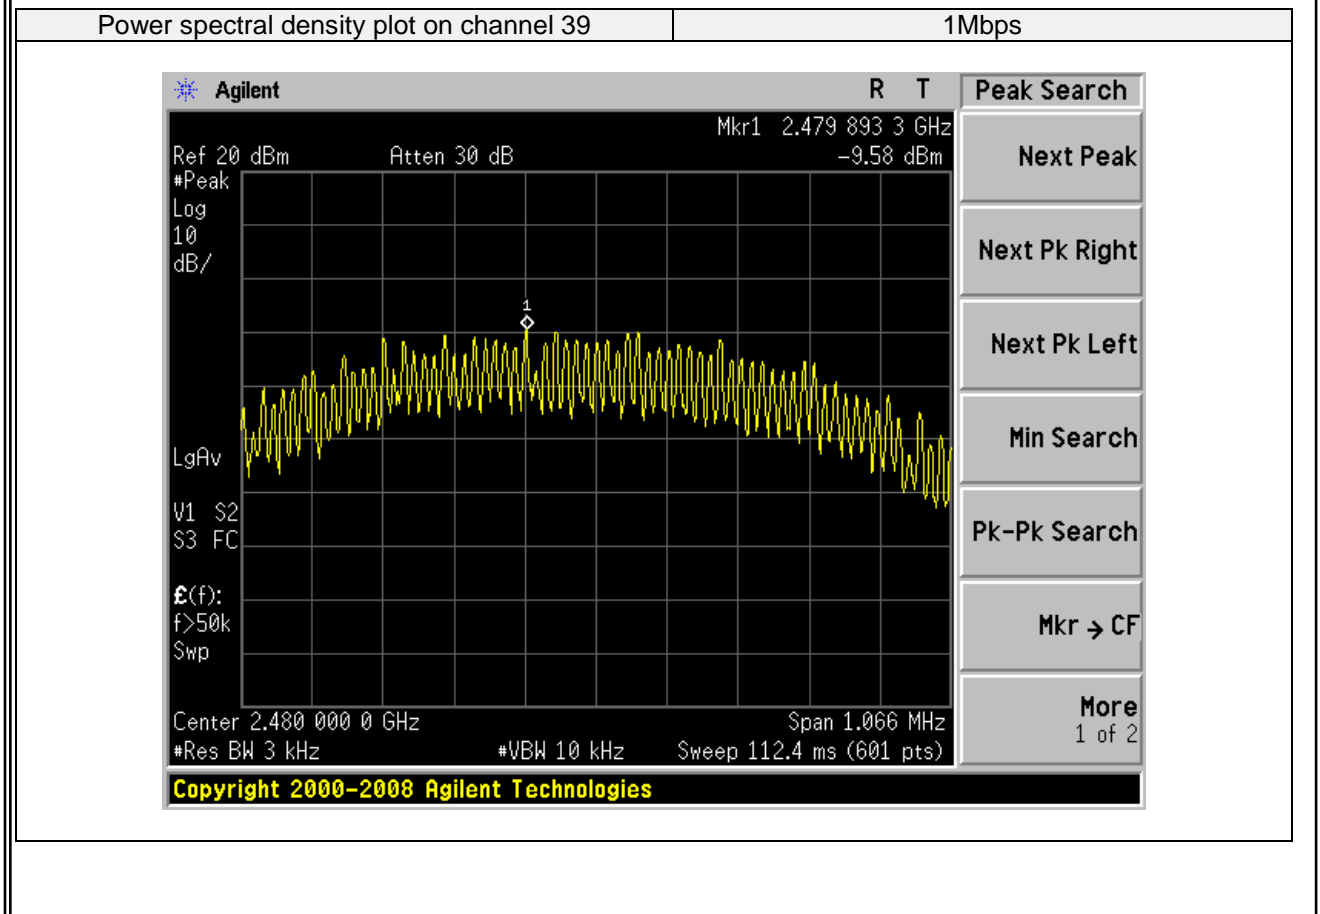 Power spectral density plot on channel 39 1Mbps
Agilent R T Peak Search
Mkr1 2.479 893 3 GHz
Ref 20 dBm Atten 30 dB -9.58 dBm
#Peak
Log
10
dB/
1
LgAv
V1 S2
S3 FC
£(f):
f>50k
Swp
Center 2.480 000 0 GHz Span 1.066 MHz
#Res BW 3 kHz #VBW 10 kHz Sweep 112.4 ms (601 pts)
Copyright 2000-2008 Agilent Technologies
Next Peak
Next Pk Right
Next Pk Left
Min Search
Pk-Pk Search
Mkr → CF
More
1 of 2